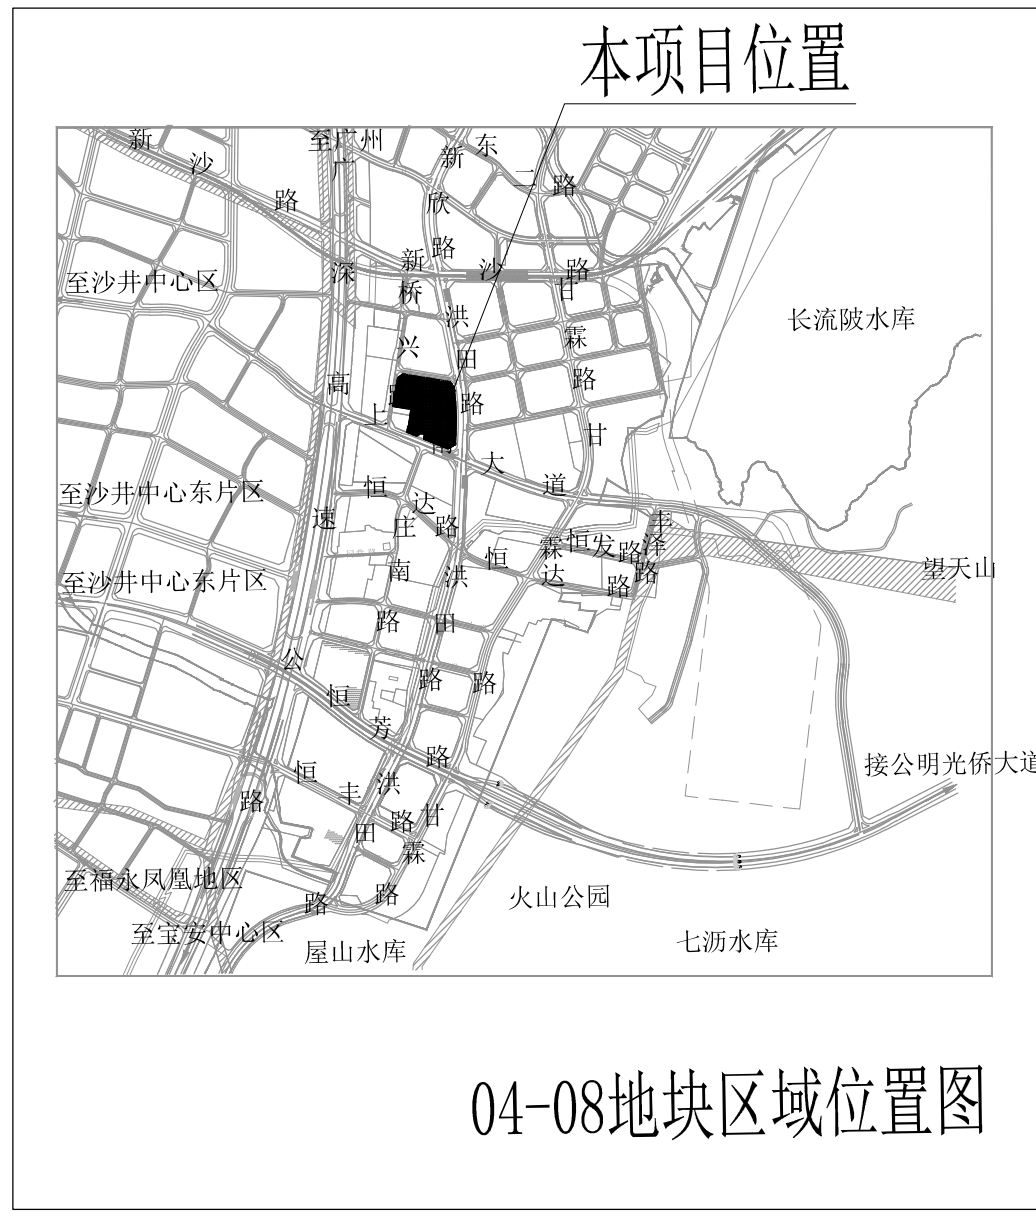 本项目位置
新沙路
至广州
新东二路
新欣路
广深高速公路
至沙井中心区
新沙路
新桥兴
洪田路
甘霖路
长流陂水库
上
大道
甘霖路
至沙井中心东片区
恒达路
庄南路
恒达路
恒发路
丰泽路
望天山
至沙井中心东片区
洪田路
恒芳路
接公明光侨大道
恒丰路
洪田路
甘霖路
至福永凤凰地区
至宝安中心区
屋山水库
火山公园
七沥水库
04-08地块区域位置图